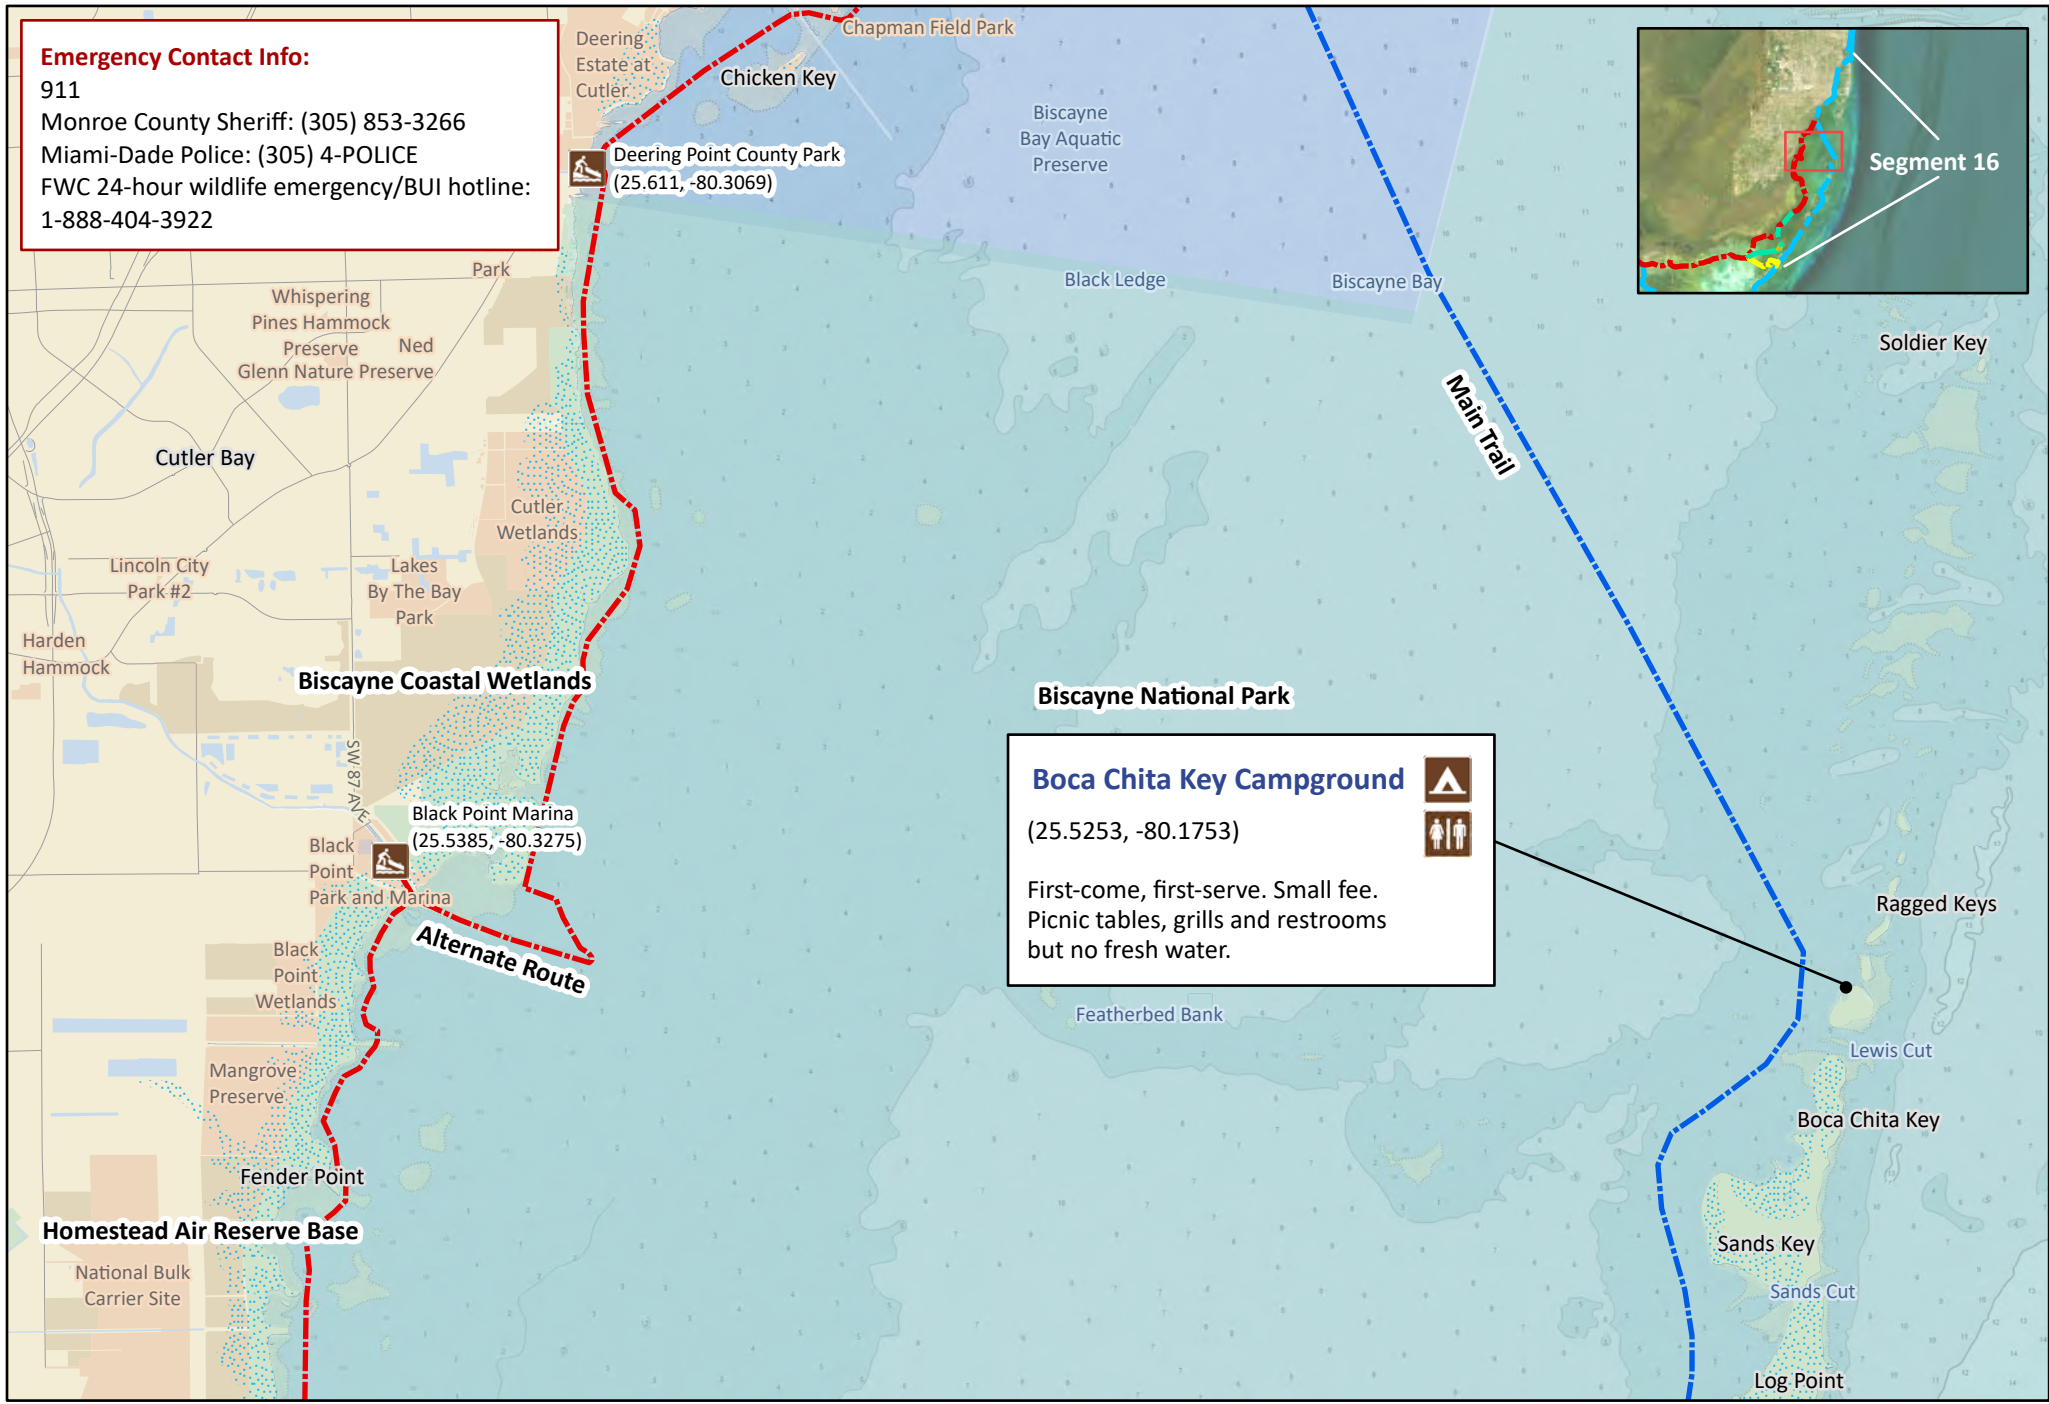 Emergency Contact Info:
911
Monroe County Sheriff: (305) 853-3266
Miami-Dade Police: (305) 4-POLICE
FWC 24-hour wildlife emergency/BUI hotline:
1-888-404-3922
Deering
Estate at
Cutler
Chapman Field Park
Chicken Key
Deering Point County Park
(25.611, -80.3069)
Biscayne
Bay Aquatic
Preserve
Segment 16
Park
Black Ledge
Biscayne Bay
Whispering
Pines Hammock
Preserve
Ned
Glenn Nature Preserve
Soldier Key
Main Trail
Cutler Bay
Cutler
Wetlands
Lincoln City
Park #2
Lakes
By The Bay
Park
Harden
Hammock
Biscayne Coastal Wetlands
Biscayne National Park
SW 87 AVE
Boca Chita Key Campground
(25.5253, -80.1753)
First-come, first-serve. Small fee.
Picnic tables, grills and restrooms
but no fresh water.
Black Point Marina
(25.5385, -80.3275)
Black
Point
Park and Marina
Ragged Keys
Alternate Route
Black
Point
Wetlands
Featherbed Bank
Lewis Cut
Mangrove
Preserve
Boca Chita Key
Fender Point
Homestead Air Reserve Base
Sands Key
National Bulk
Carrier Site
Sands Cut
Log Point